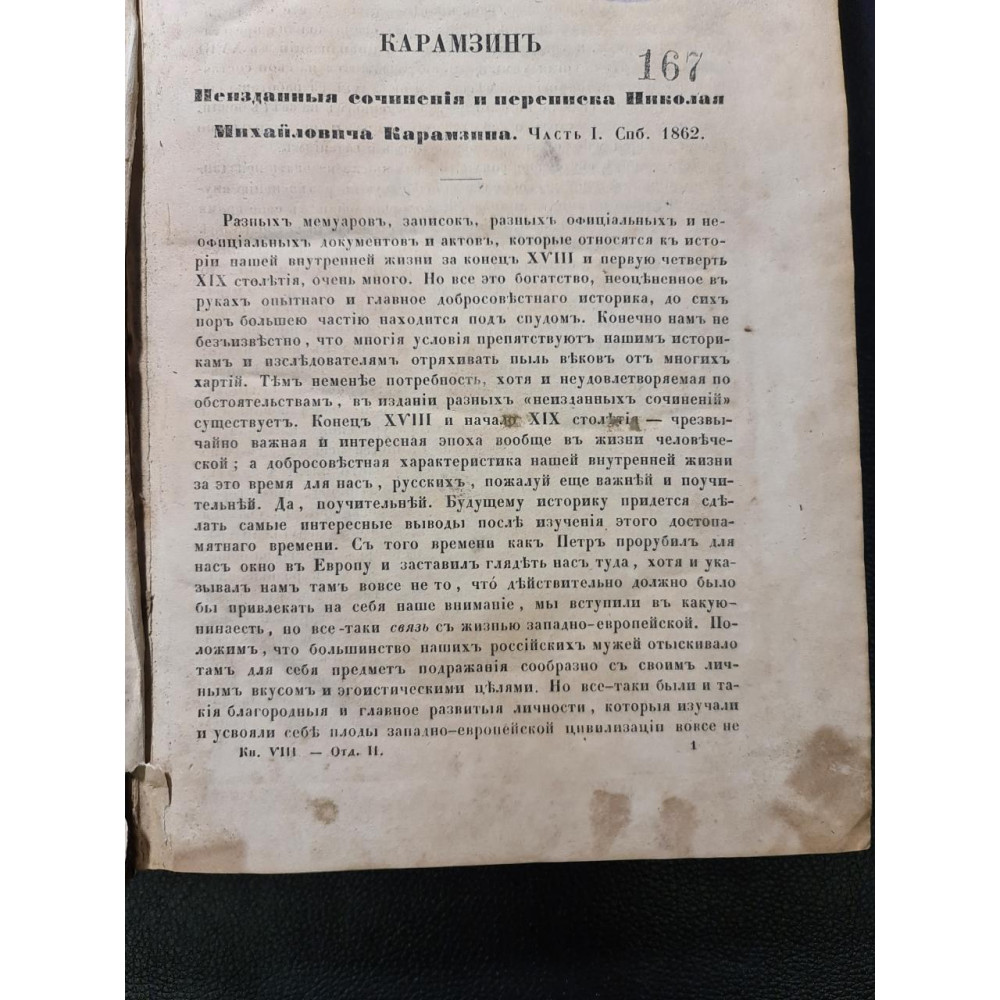 КАРАМЗИНЪ
167
Неизданныя сочиненія и переписка Николая
Михайловича Карамзина. Часть I. Спб. 1862.
Разныхъ мемуаровъ, записокъ, разныхъ официціальныхъ и не-
офиціальныхъ документовъ и актовъ, которые относятся къ исто-
ріи нашей внутренней жизни за конецъ XVIII и первую четверть
XIX столѣтія, очень много. Но все это богатство, неоцѣненное въ
рукахъ опытнаго и главное добросовѣстнаго историка, до сихъ
поръ большею частію находится подъ спудомъ. Конечно намъ не
безъизвѣстно, что многія условія препятствуютъ нашимъ истори-
камъ и изслѣдователямъ отряхивать пыль вѣковъ отъ многихъ
хартій. Тѣмъ неменѣе потребность, хотя и неудовлетворяемая по
обстоятельствамъ, въ изданіи разныхъ «неизданныхъ сочиненій»
существуетъ. Конецъ XVIII и начало XIX столѣтія — чрезвы-
чайно важная и интересная эпоха вообще въ жизни человѣче-
ской; а добросовѣстная характеристика нашей внутренней жизни
за это время для насъ, русскихъ, пожалуй еще важнѣй и поучи-
тельнѣй. Да, поучительнѣй. Будущему историку придется сдѣ-
лать самые интересные выводы послѣ изученія этого достопа-
мятнаго времени. Съ того времени какъ Петръ прорубилъ для
насъ окно въ Европу и заставилъ глядѣть насъ туда, хотя и ука-
зывалъ намъ тамъ вовсе не то, что́ дѣйствительно должно было
бы привлекать на себя наше вниманіе, мы вступили въ какую-
нинаесть, но все-таки связь съ жизнью западно-европейской. По-
ложимъ, что большинство нашихъ россійскихъ мужей отыскивало
тамъ для себя предметъ подражанія сообразно съ своимъ лич-
нымъ вкусомъ и эгоистическими цѣлями. Но все-таки были и та-
кія благородныя и главное развитыя личности, которыя изучали
и усвояли себѣ плоды западно-европейской цивилизаціи вовсе не
Кн. VIII — Отд. II.
1